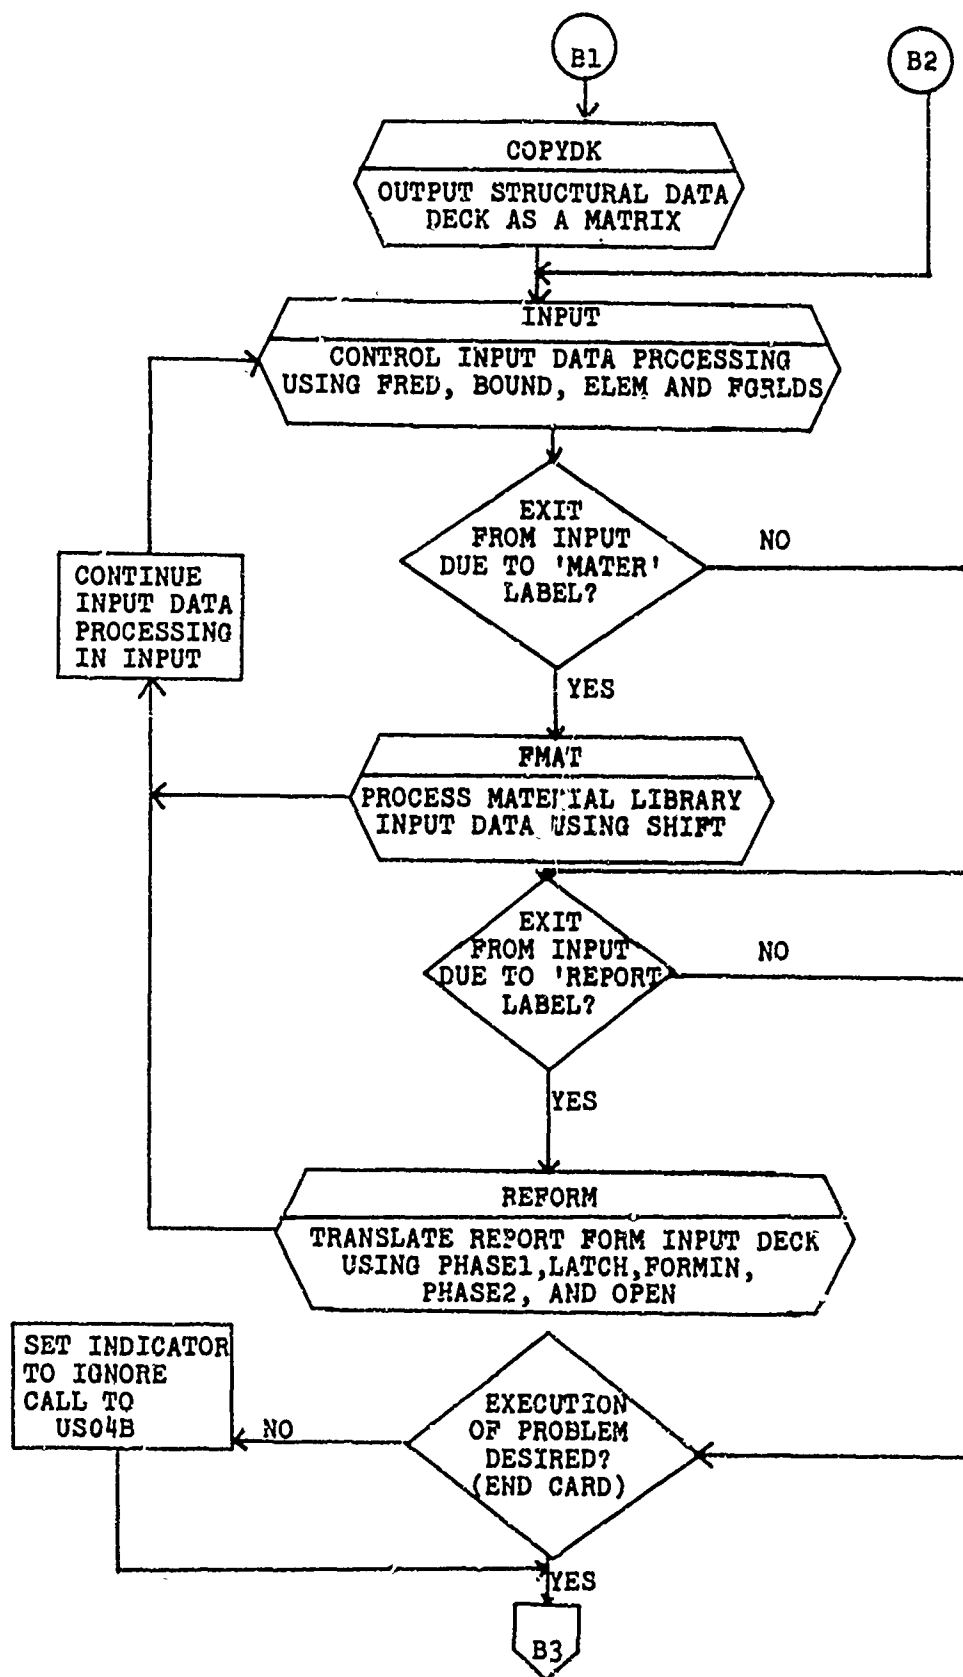 B1
B2
COPYDK
OUTPUT STRUCTURAL DATA
DECK AS A MATRIX
INPUT
CONTROL INPUT DATA PROCESSING
USING FRED, BOUND, ELEM AND FGRLDS
EXIT
FROM INPUT
DUE TO 'MATER'
LABEL?
NO
CONTINUE
INPUT DATA
PROCESSING
IN INPUT
YES
FMAT
PROCESS MATERIAL LIBRARY
INPUT DATA USING SHIFT
EXIT
FROM INPUT
DUE TO 'REPORT
LABEL?
NO
YES
REFORM
TRANSLATE REPORT FORM INPUT DECK
USING PHASE1,LATCH,FORMIN,
PHASE2, AND OPEN
SET INDICATOR
TO IGNORE
CALL TO
US04B
NO
EXECUTION
OF PROBLEM
DESIRED?
(END CARD)
YES
B3